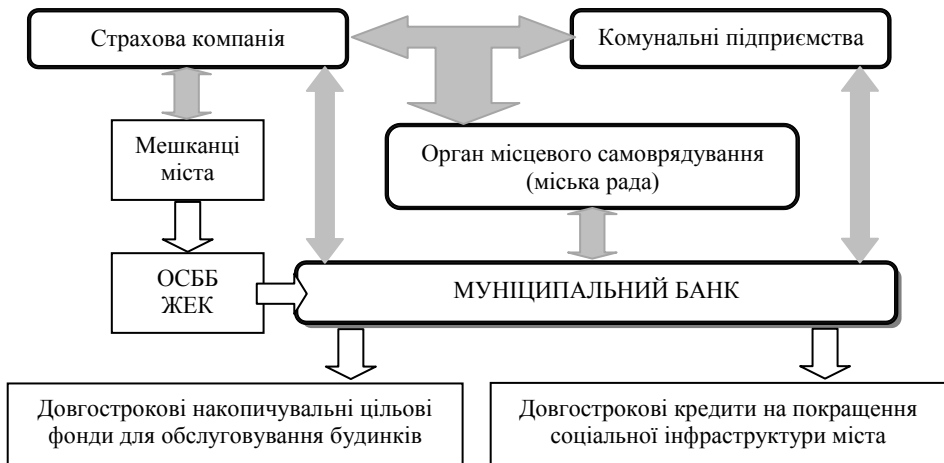 Страхова компанія
Комунальні підприємства
Мешканці
міста
Орган місцевого самоврядування
(міська рада)
ОСББ
ЖЕК
МУНІЦИПАЛЬНИЙ БАНК
Довгострокові накопичувальні цільові
фонди для обслуговування будинків
Довгострокові кредити на покращення
соціальної інфраструктури міста